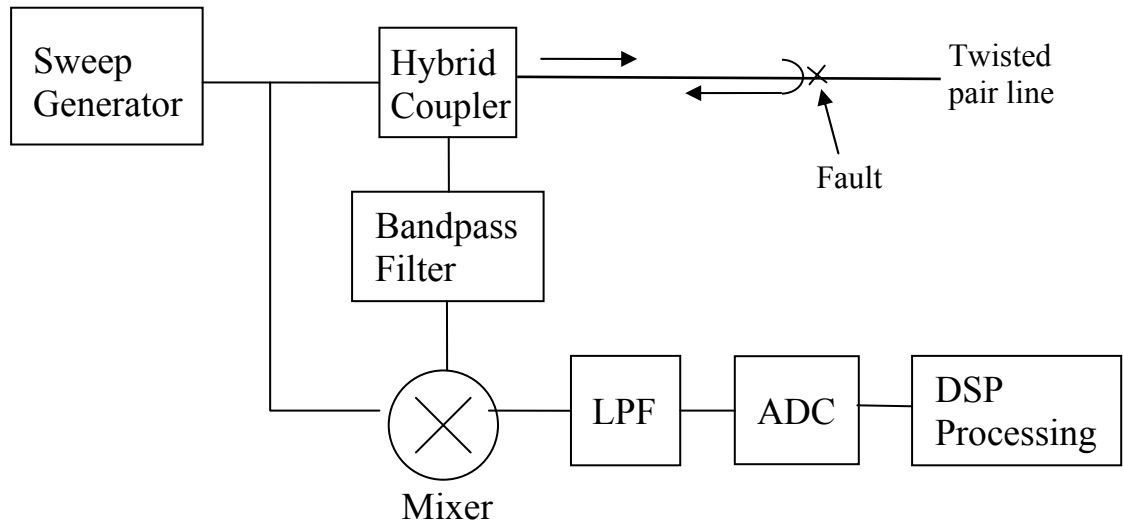 Sweep
Generator
Hybrid
Coupler
Twisted
pair line
Fault
Bandpass
Filter
LPF
ADC
DSP
Processing
Mixer